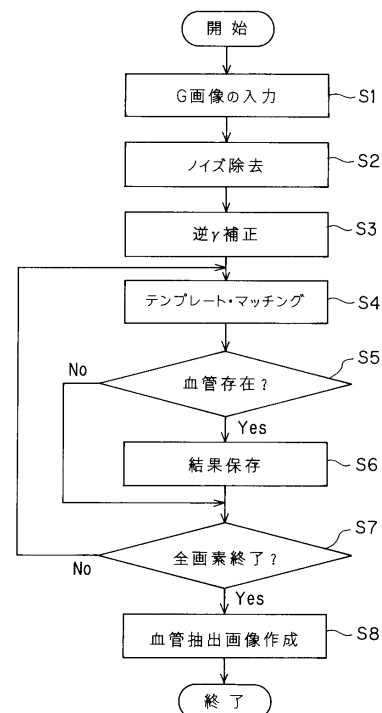 開始
G画像の入力
S1
ノイズ除去
S2
逆γ補正
S3
テンプレート・マッチング
S4
S5
No
血管存在?
Yes
結果保存
S6
S7
全画素終了?
No
Yes
血管抽出画像作成
S8
終了